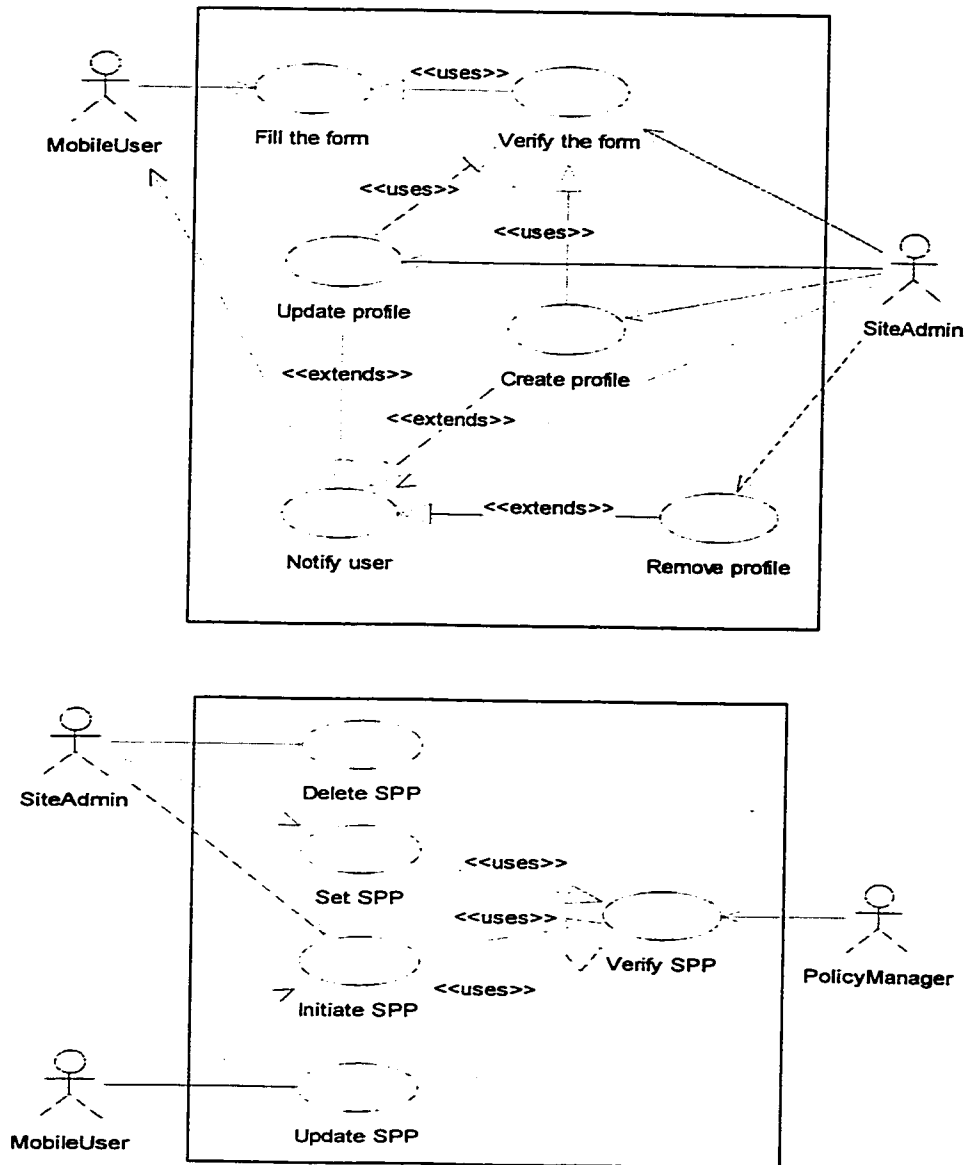 <<uses>>
MobileUser
Fill the form
Verify the form
<<uses>>
<<uses>>
Update profile
SiteAdmin
<<extends>>
Create profile
<<extends>>
<<extends>>
Notify user
Remove profile
SiteAdmin
Delete SPP
<<uses>>
Set SPP
<<uses>>
Verify SPP
PolicyManager
<<uses>>
Initiate SPP
MobileUser
Update SPP